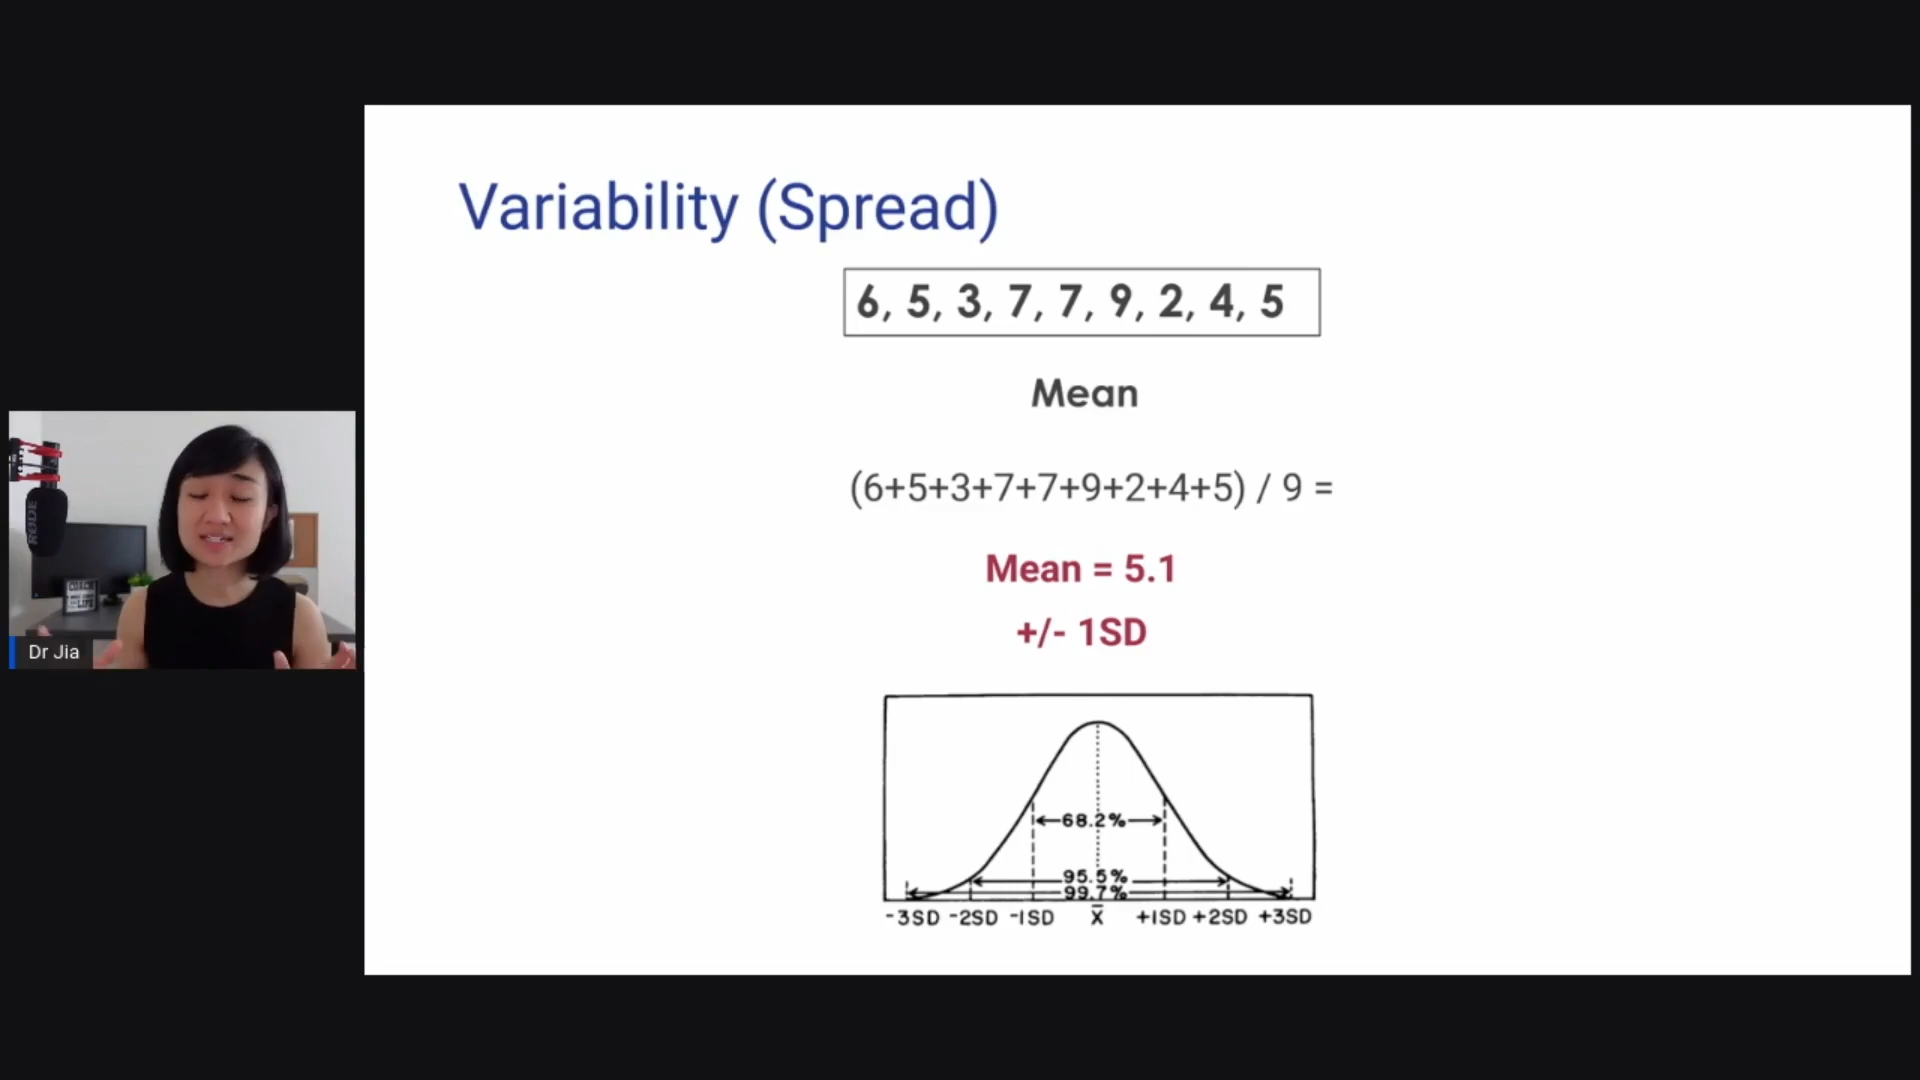 Variability (Spread)
6, 5, 3, 7, 7, 9, 2, 4, 5
Mean
(6+5+3+7+7+9+2+4+5) / 9 =
Mean = 5.1
+/- 1SD
68.2%
95.5%
99.7%
-3SD -2SD -1SD X̄ +1SD +2SD +3SD
RØDE
LIFE
Dr Jia